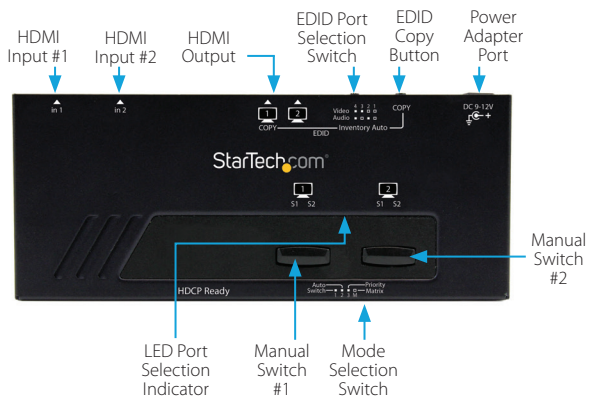 HDMI
Input #1
HDMI
Input #2
HDMI
Output
EDID Port
Selection
Switch
EDID
Copy
Button
Power
Adapter
Port
in 1
in 2
1
2
4 3 2 1
Video
Audio
COPY
DC 9-12V
COPY
EDID
Inventory Auto
StarTech.com
1
S1 S2
2
S1 S2
HDCP Ready
Auto
Switch
1 2 3 M
Priority
Matrix
Manual
Switch
#2
LED Port
Selection
Indicator
Manual
Switch
#1
Mode
Selection
Switch